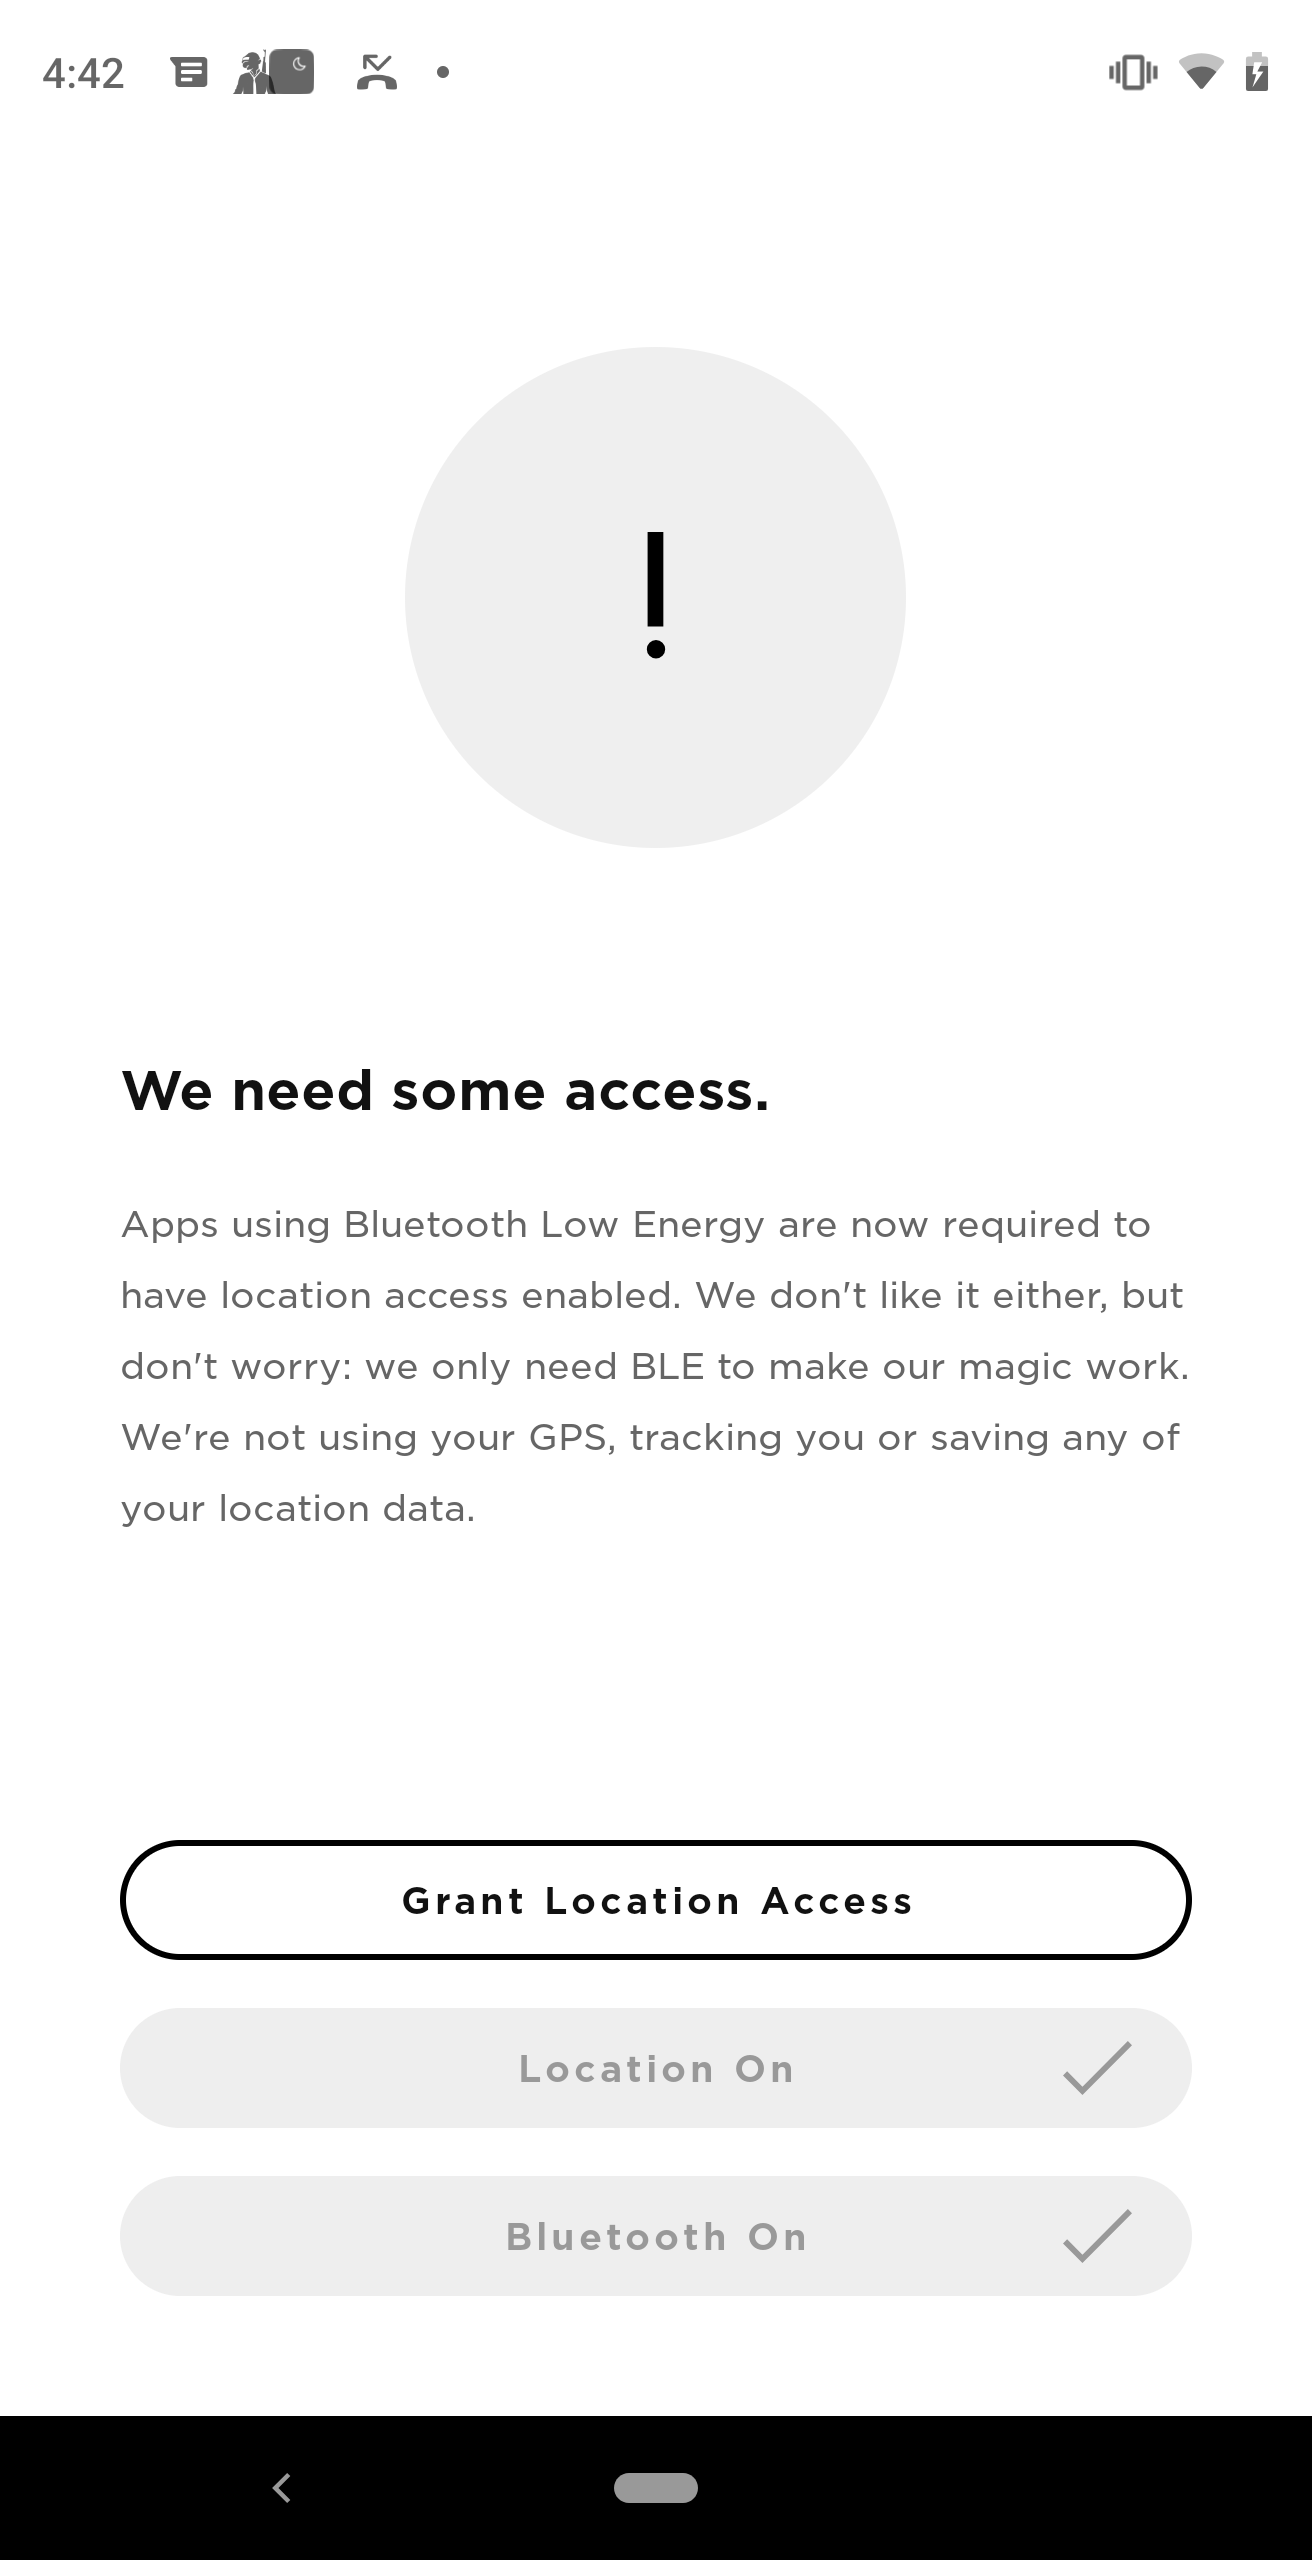 4:42
We need some access.
Apps using Bluetooth Low Energy are now required to
have location access enabled. We don't like it either, but
don't worry: we only need BLE to make our magic work.
We're not using your GPS, tracking you or saving any of
your location data.
Grant Location Access
Location On
Bluetooth On